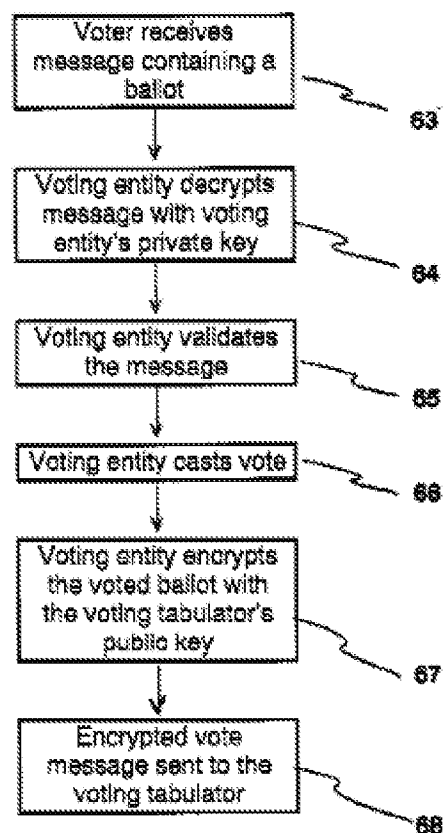 Voter receives
message containing a
ballot
63
Voting entity decrypts
message with voting
entity's private key
64
Voting entity validates
the message
65
Voting entity casts vote
66
Voting entity encrypts
the voted ballot with
the voting tabulator's
public key
67
Encrypted vote
message sent to the
voting tabulator
68